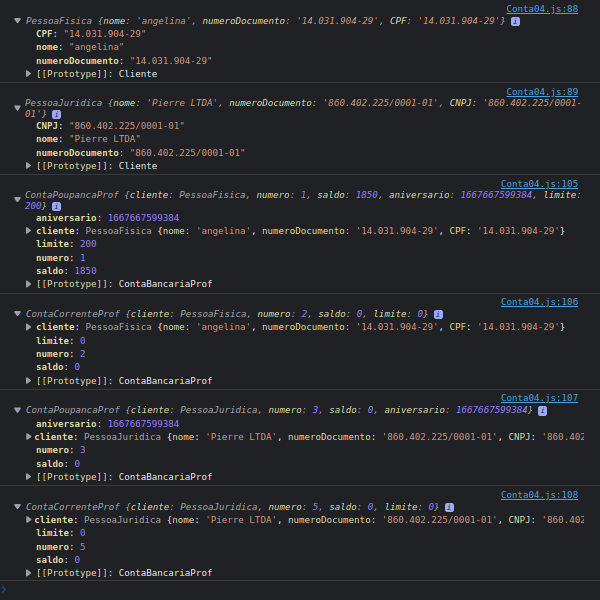 Conta04.js:88
PessoaFisica {nome: 'angelina', numeroDocumento: '14.031.904-29', CPF: '14.031.904-29'} i
CPF: "14.031.904-29"
nome: "angelina"
numeroDocumento: "14.031.904-29"
[[Prototype]]: Cliente
Conta04.js:89
PessoaJuridica {nome: 'Pierre LTDA', numeroDocumento: '860.402.225/0001-01', CNPJ: '860.402.225/0001-
01'} i
CNPJ: "860.402.225/0001-01"
nome: "Pierre LTDA"
numeroDocumento: "860.402.225/0001-01"
[[Prototype]]: Cliente
Conta04.js:105
ContaPoupancaProf {cliente: PessoaFisica, numero: 1, saldo: 1850, aniversario: 1667667599384, limite:
200} i
aniversario: 1667667599384
cliente: PessoaFisica {nome: 'angelina', numeroDocumento: '14.031.904-29', CPF: '14.031.904-29'}
limite: 200
numero: 1
saldo: 1850
[[Prototype]]: ContaBancariaProf
Conta04.js:106
ContaCorrenteProf {cliente: PessoaFisica, numero: 2, saldo: 0, limite: 0} i
cliente: PessoaFisica {nome: 'angelina', numeroDocumento: '14.031.904-29', CPF: '14.031.904-29'}
limite: 0
numero: 2
saldo: 0
[[Prototype]]: ContaBancariaProf
Conta04.js:107
ContaPoupancaProf {cliente: PessoaJuridica, numero: 3, saldo: 0, aniversario: 1667667599384} i
aniversario: 1667667599384
cliente: PessoaJuridica {nome: 'Pierre LTDA', numeroDocumento: '860.402.225/0001-01', CNPJ: '860.402
numero: 3
saldo: 0
[[Prototype]]: ContaBancariaProf
Conta04.js:108
ContaCorrenteProf {cliente: PessoaJuridica, numero: 5, saldo: 0, limite: 0} i
cliente: PessoaJuridica {nome: 'Pierre LTDA', numeroDocumento: '860.402.225/0001-01', CNPJ: '860.402
limite: 0
numero: 5
saldo: 0
[[Prototype]]: ContaBancariaProf